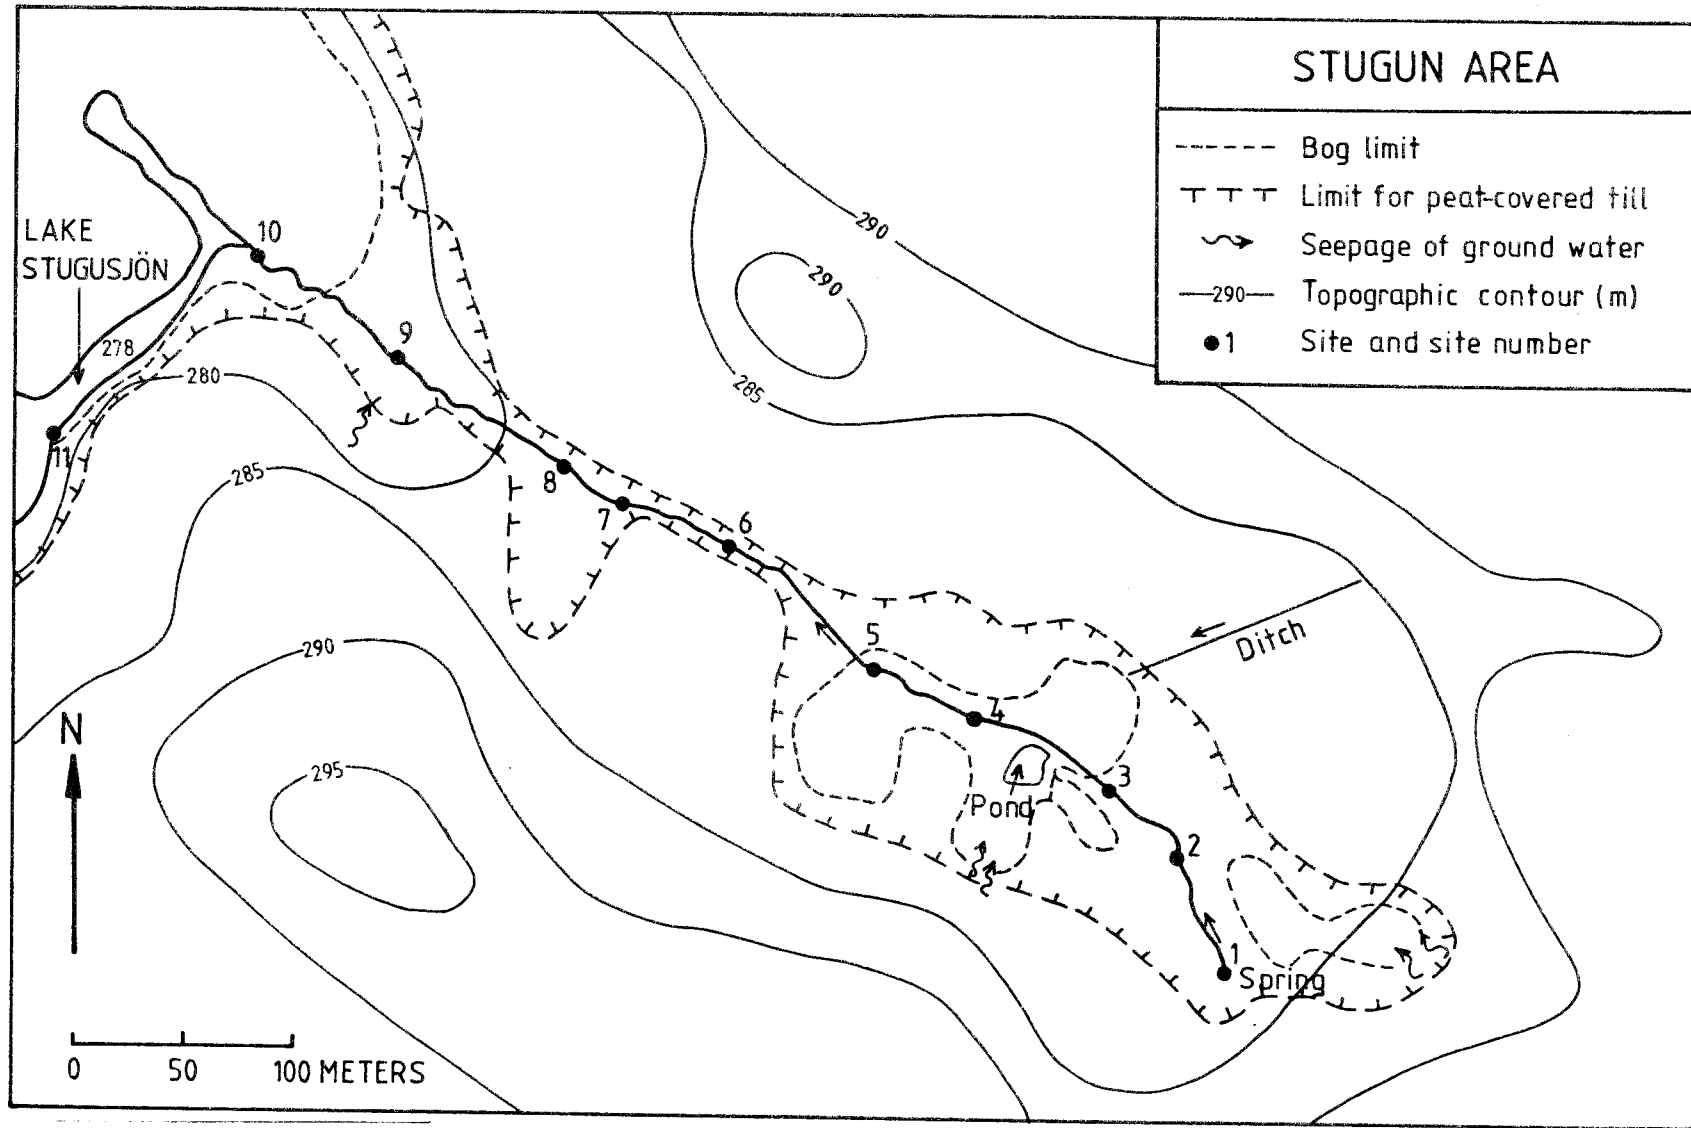 STUGUN AREA
Bog limit
Limit for peat-covered till
Seepage of ground water
290 Topographic contour (m)
1 Site and site number
LAKE
STUGUSJÖN
10
9
278
280
11
285
8
7
6
290
290
285
5
4
3
2
1
Spring
Pond
Ditch
290
295
N
0 50 100 METERS